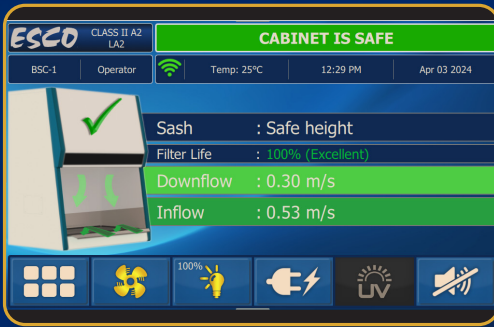 ESCO CLASS II A2 LA2 CABINET IS SAFE
BSC-1 Operator Temp: 25°C 12:29 PM Apr 03 2024
Sash : Safe height
Filter Life : 100% (Excellent)
Downflow : 0.30 m/s
Inflow : 0.53 m/s
100%
UV